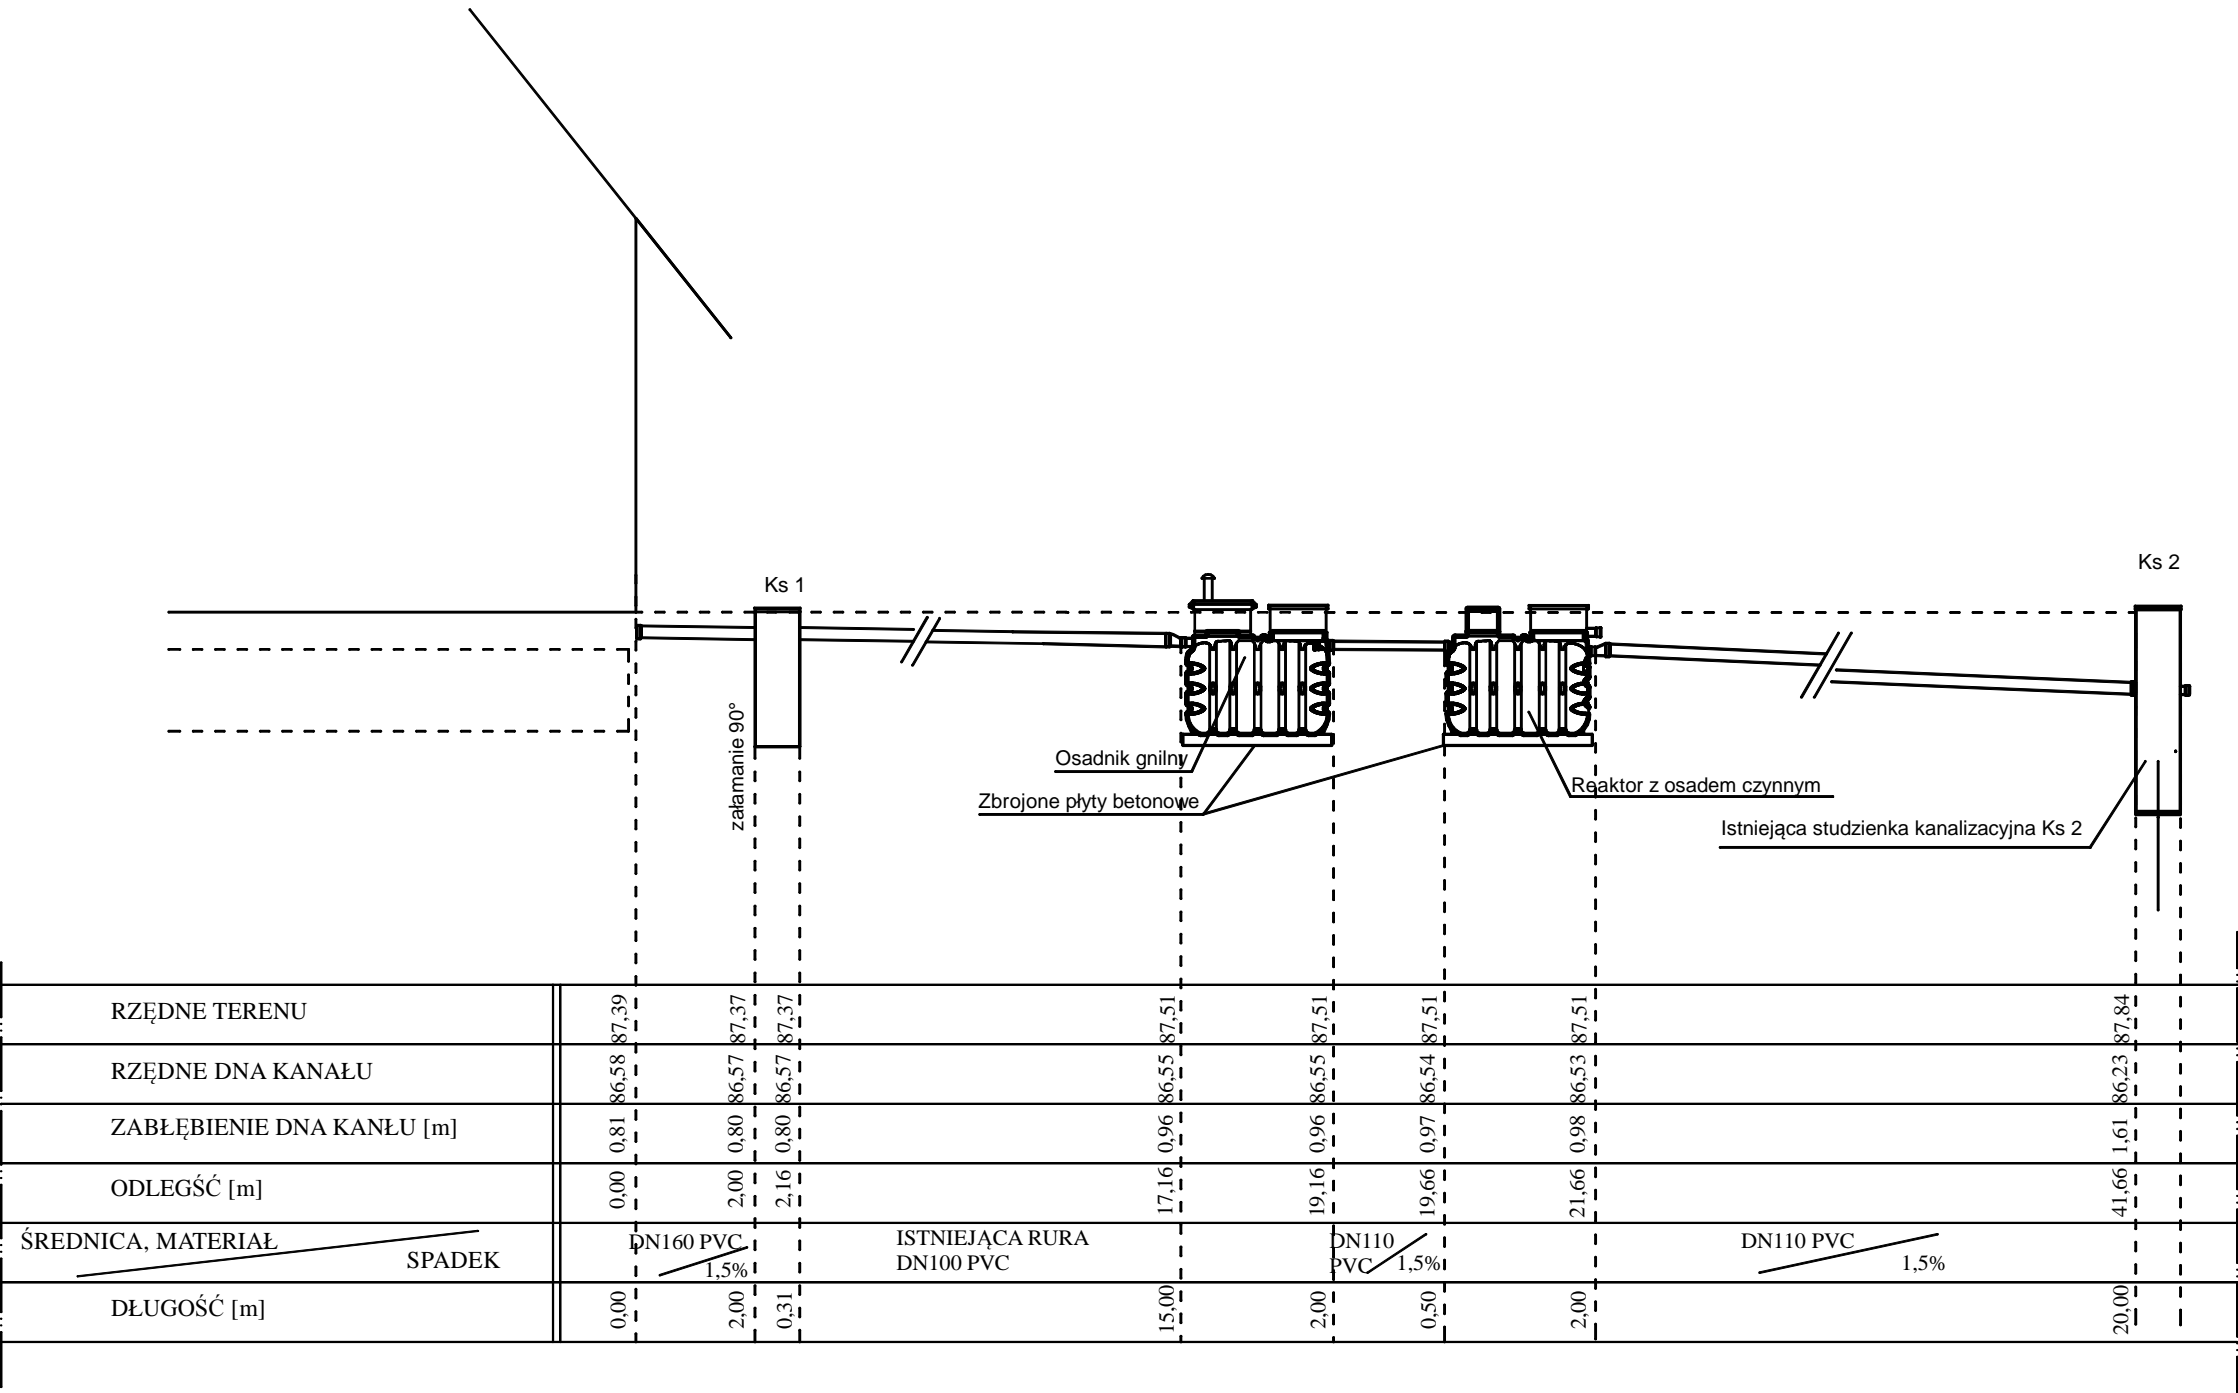 Ks 2
Ks 1
załamanie 90°
Osadnik gnilny
Zbrojone płyty betonowe
Reaktor z osadem czynnym
Istniejąca studzienka kanalizacyjna Ks 2
RZĘDNE TERENU
87,39
87,37
87,37
87,51
87,51
87,51
87,51
87,84
RZĘDNE DNA KANAŁU
86,58
86,57
86,57
86,55
86,55
86,54
86,53
86,23
ZABŁĘBIENIE DNA KANŁU [m]
0,81
0,80
0,80
0,96
0,96
0,97
0,98
1,61
ODLEGŚĆ [m]
0,00
2,00
2,16
17,16
19,16
19,66
21,66
41,66
ŚREDNICA, MATERIAŁ
SPADEK
DN160 PVC
1,5%
ISTNIEJĄCA RURA
DN100 PVC
DN110
PVC
1,5%
DN110 PVC
1,5%
DŁUGOŚĆ [m]
0,00
2,00
0,31
15,00
2,00
0,50
2,00
20,00